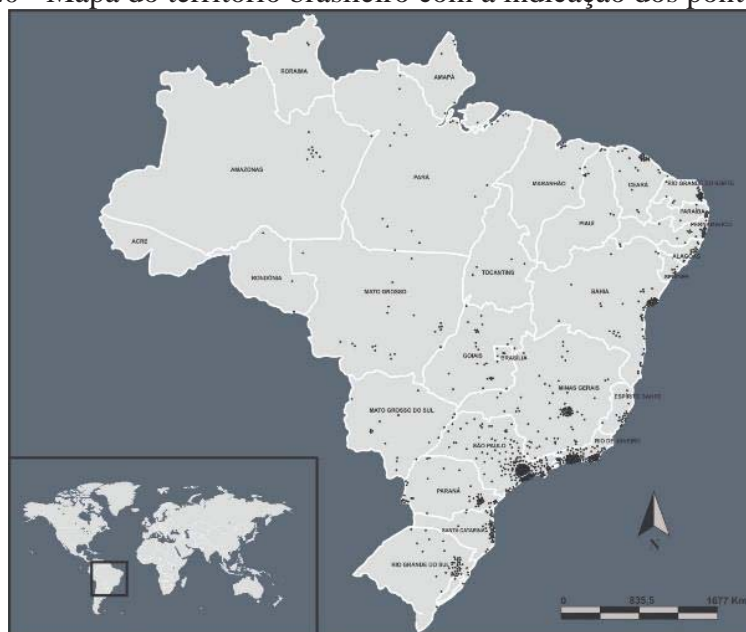 Mapa do território brasileiro com a indicação dos pont
RORAIMA
AMAPÁ
AMAZONAS
PARÁ
MARANHÃO
CEARÁ
RIO GRANDE DO NORTE
PARAÍBA
PERNAMBUCO
PIAUÍ
ALAGOAS
ACRE
RONDÔNIA
TOCANTINS
MATO GROSSO
BAHIA
GOIAIS
BRASÍLIA
MINAS GERAIS
ESPÍRITO SANTO
MATO GROSSO DO SUL
SÃO PAULO
RIO DE JANEIRO
PARANÁ
SANTA CATARINA
RIO GRANDE DO SUL
N
0 835,5 1677 Km